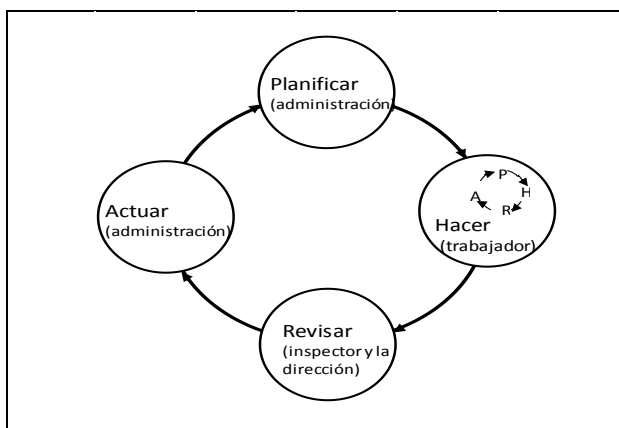 Planificar
(administración)
P
H
A
R
Hacer
(trabajador)
Actuar
(administración)
Revisar
(inspector y la
dirección)